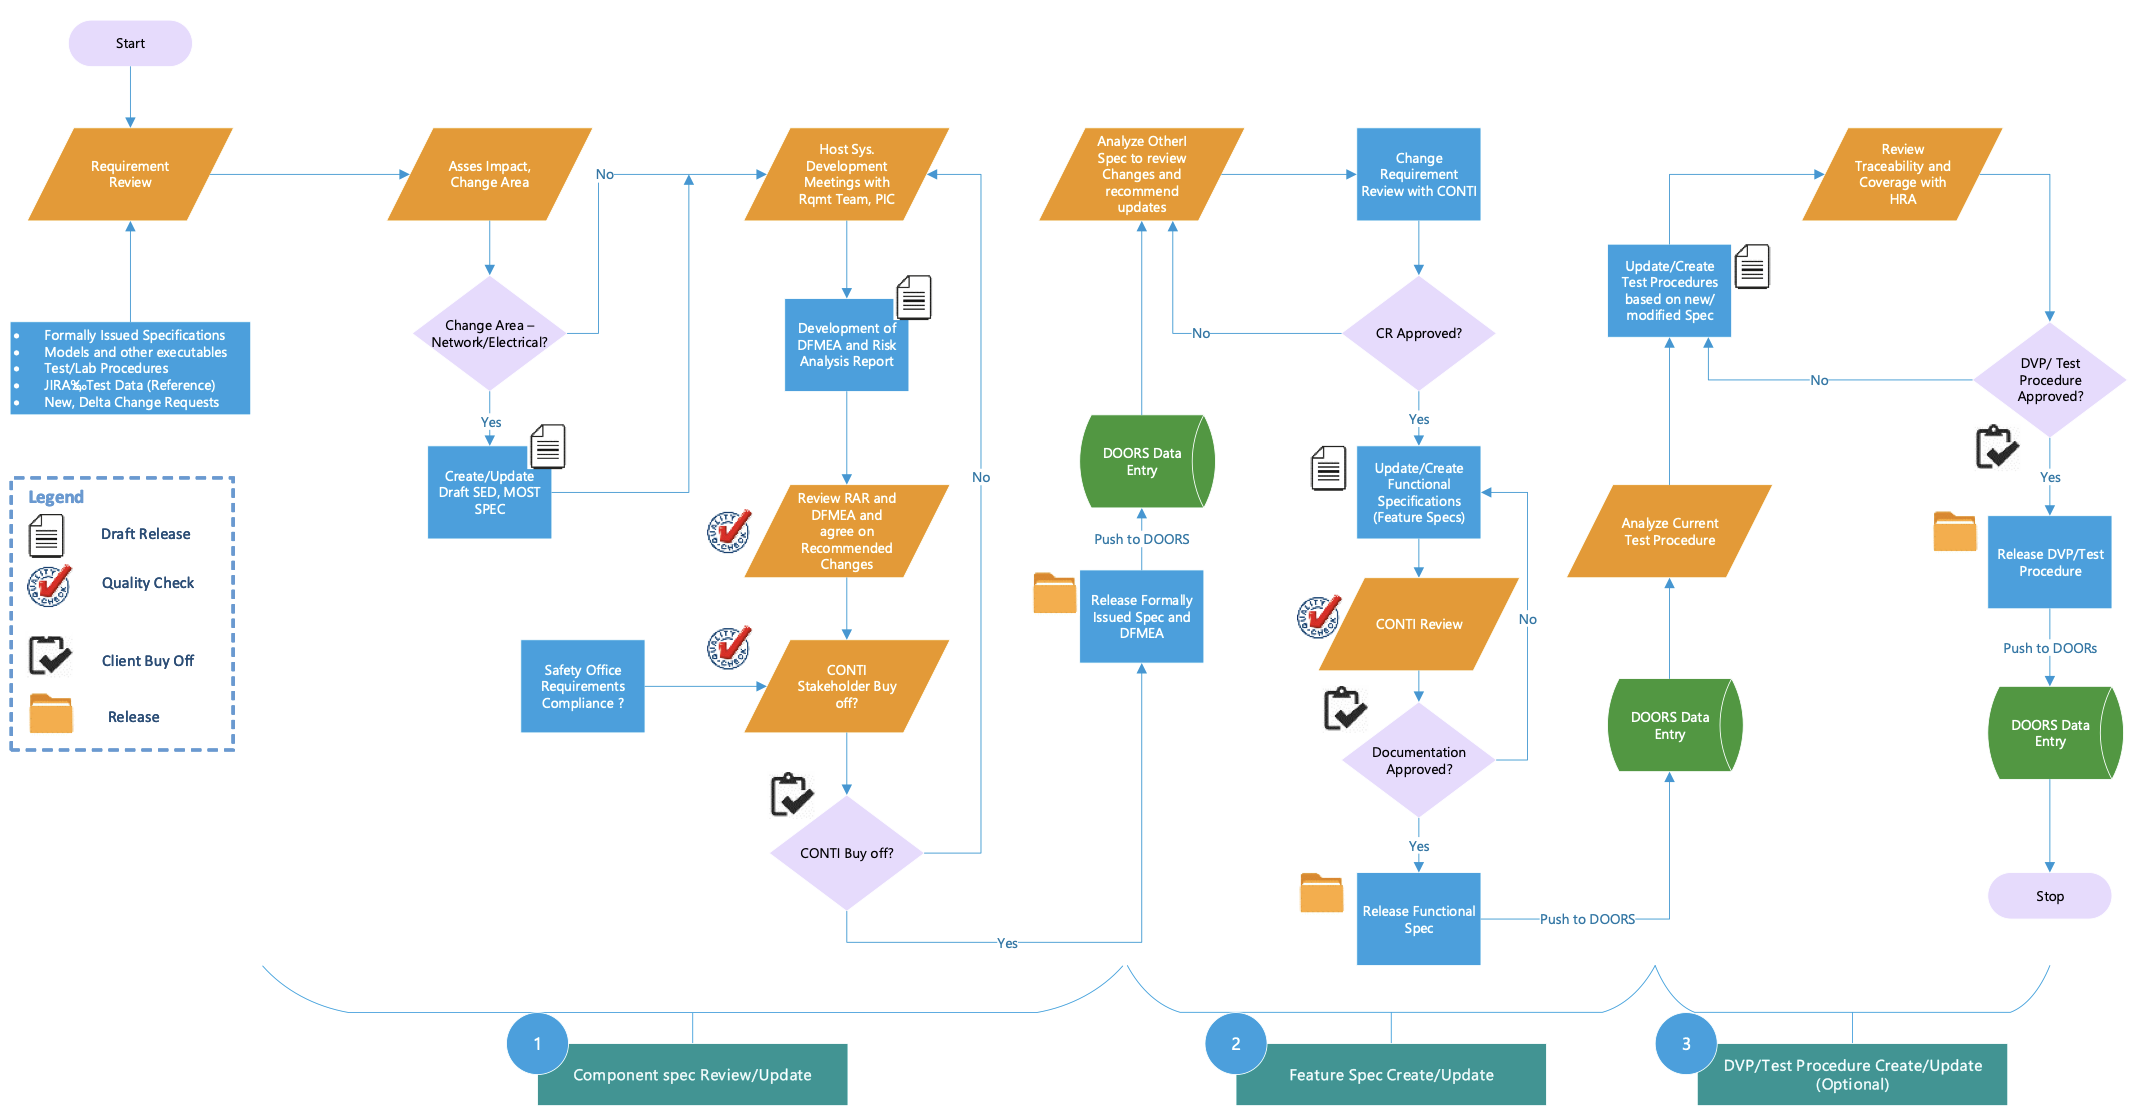 Start
Requirement
Review
• Formally Issued Specifications
• Models and other executables
• Test/Lab Procedures
• JIRA‰Test Data (Reference)
• New, Delta Change Requests
Legend
Draft Release
Quality Check
Client Buy Off
Release
Asses Impact,
Change Area
No
Change Area –
Network/Electrical?
Yes
Create/Update
Draft SED, MOST
SPEC
Host Sys.
Development
Meetings with
Rqmt Team, PIC
Development of
DFMEA and Risk
Analysis Report
Review RAR and
DFMEA and
agree on
Recommended
Changes
QUALITY
CHECK
Safety Office
Requirements
Compliance ?
CONTI
Stakeholder Buy
off?
CONTI Buy off?
No
Yes
Analyze Otherl
Spec to review
Changes and
recommend
updates
DOORS Data
Entry
Push to DOORS
Release Formally
Issued Spec and
DFMEA
Change
Requirement
Review with CONTI
CR Approved?
No
Yes
Update/Create
Functional
Specifications
(Feature Specs)
CONTI Review
No
Documentation
Approved?
Yes
Release Functional
Spec
Push to DOORS
DOORS Data
Entry
Analyze Current
Test Procedure
Update/Create
Test Procedures
based on new/
modified Spec
Review
Traceability and
Coverage with
HRA
DVP/ Test
Procedure
Approved?
No
Yes
Release DVP/Test
Procedure
Push to DOORs
DOORS Data
Entry
Stop
1
Component spec Review/Update
2
Feature Spec Create/Update
3
DVP/Test Procedure Create/Update
(Optional)